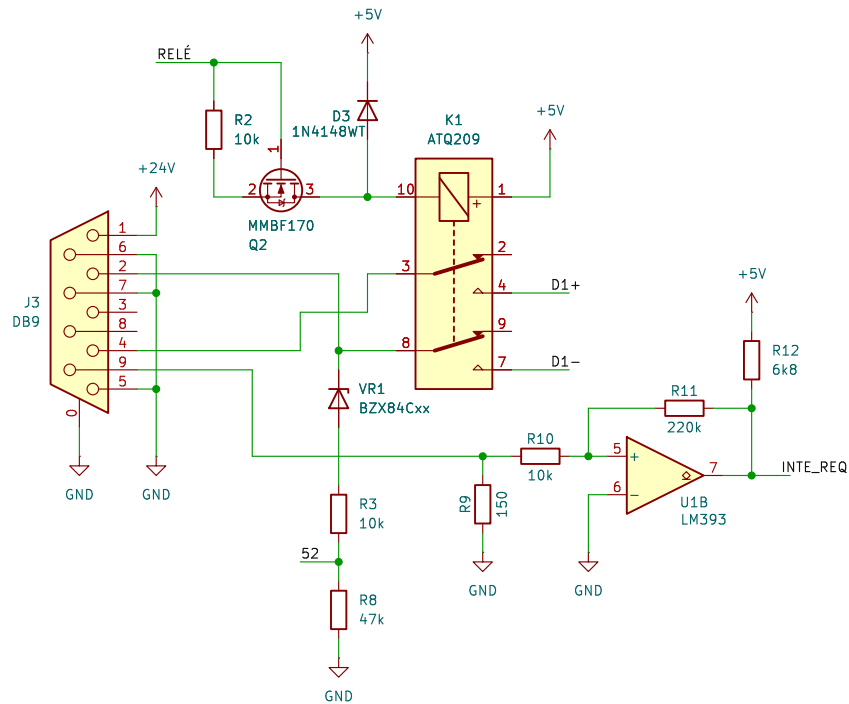 +5V
RELÉ
R2
10k
D3
1N4148WT
K1
ATQ209
+5V
+24V
1
2
3
10
1
+
MMBF170
Q2
J3
DB9
1
6
2
7
3
8
4
9
5
0
3
8
2
4
9
7
D1+
D1-
GND
GND
VR1
BZX84Cxx
R3
10k
52
R8
47k
GND
R9
150
GND
R10
10k
R11
220k
+5V
R12
6k8
5
+
6
-
7
U1B
LM393
INTE_REQ
GND